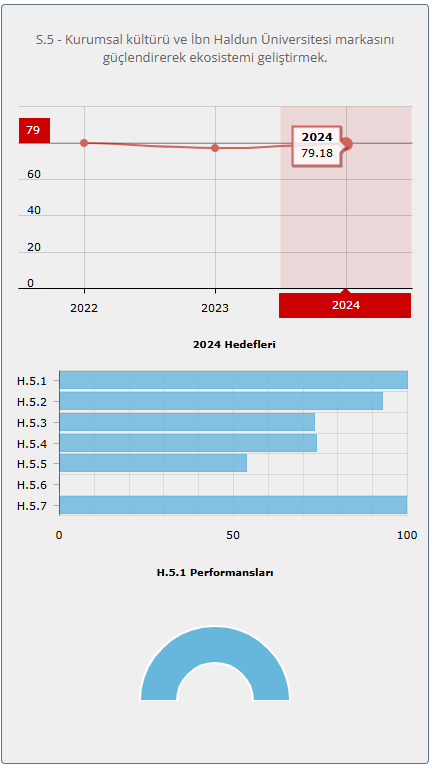 S.5 - Kurumsal kültürü ve İbn Haldun Üniversitesi markasını
güçlendirerek ekosistemi geliştirmek.
79
2024
79.18
60
40
20
0
2022
2023
2024
2024 Hedefleri
H.5.1
H.5.2
H.5.3
H.5.4
H.5.5
H.5.6
H.5.7
0
50
100
H.5.1 Performansları